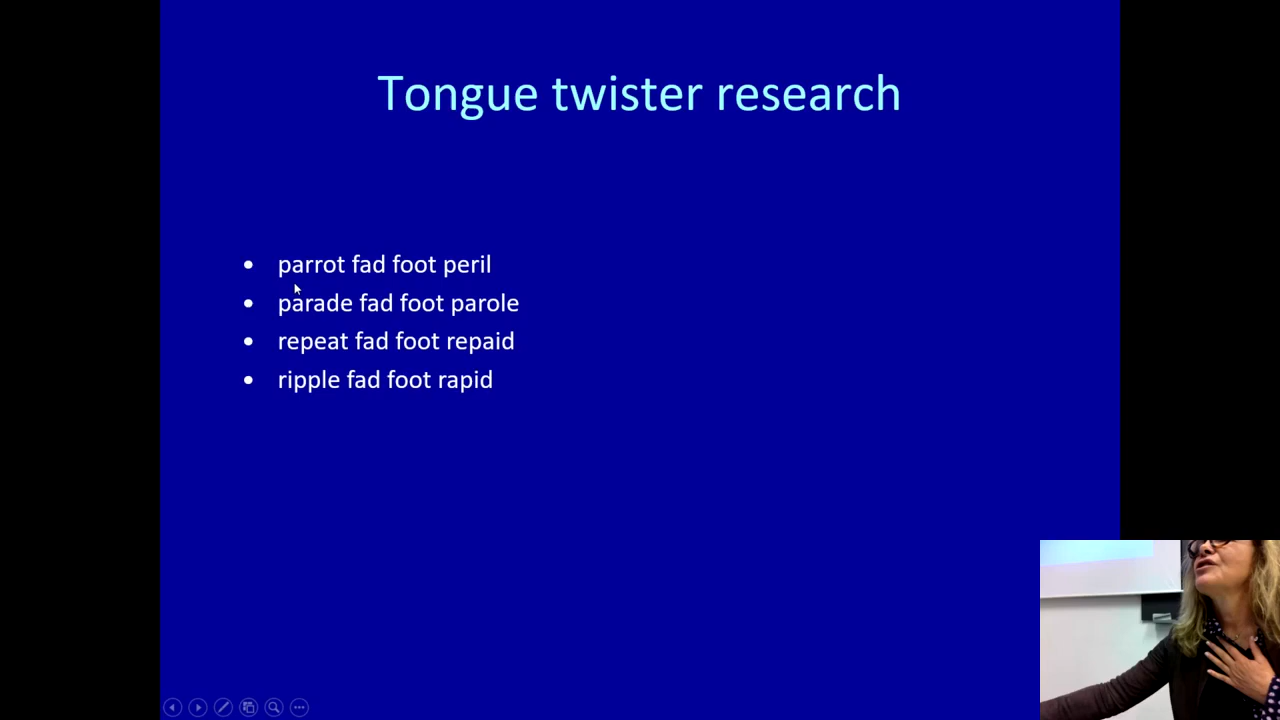 Tongue twister research
• parrot fad foot peril
• parade fad foot parole
• repeat fad foot repaid
• ripple fad foot rapid